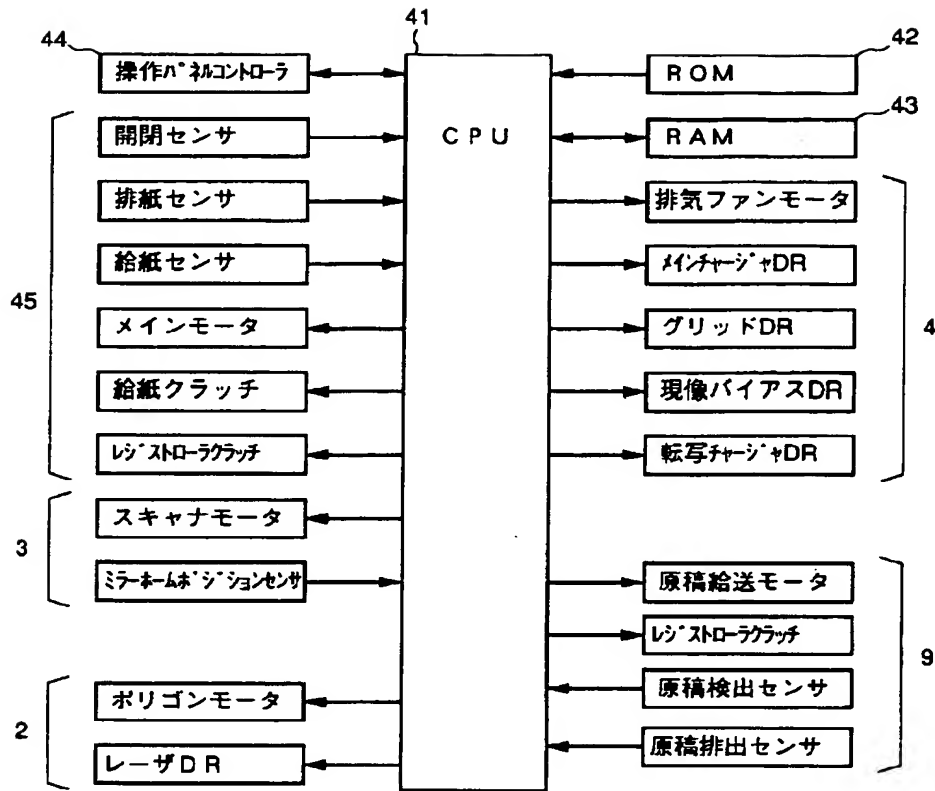 44
41
42
操作パネルコントローラ
CPU
ROM
43
RAM
45
開閉センサ
排紙センサ
給紙センサ
メインモータ
給紙クラッチ
レジストローラクラッチ
排気ファンモータ
メインチャージャDR
グリッドDR
現像バイアスDR
転写チャージャDR
4
3
スキャナモータ
ミラーホームポジションセンサ
原稿給送モータ
レジストローラクラッチ
原稿検出センサ
原稿排出センサ
9
2
ポリゴンモータ
レーザDR